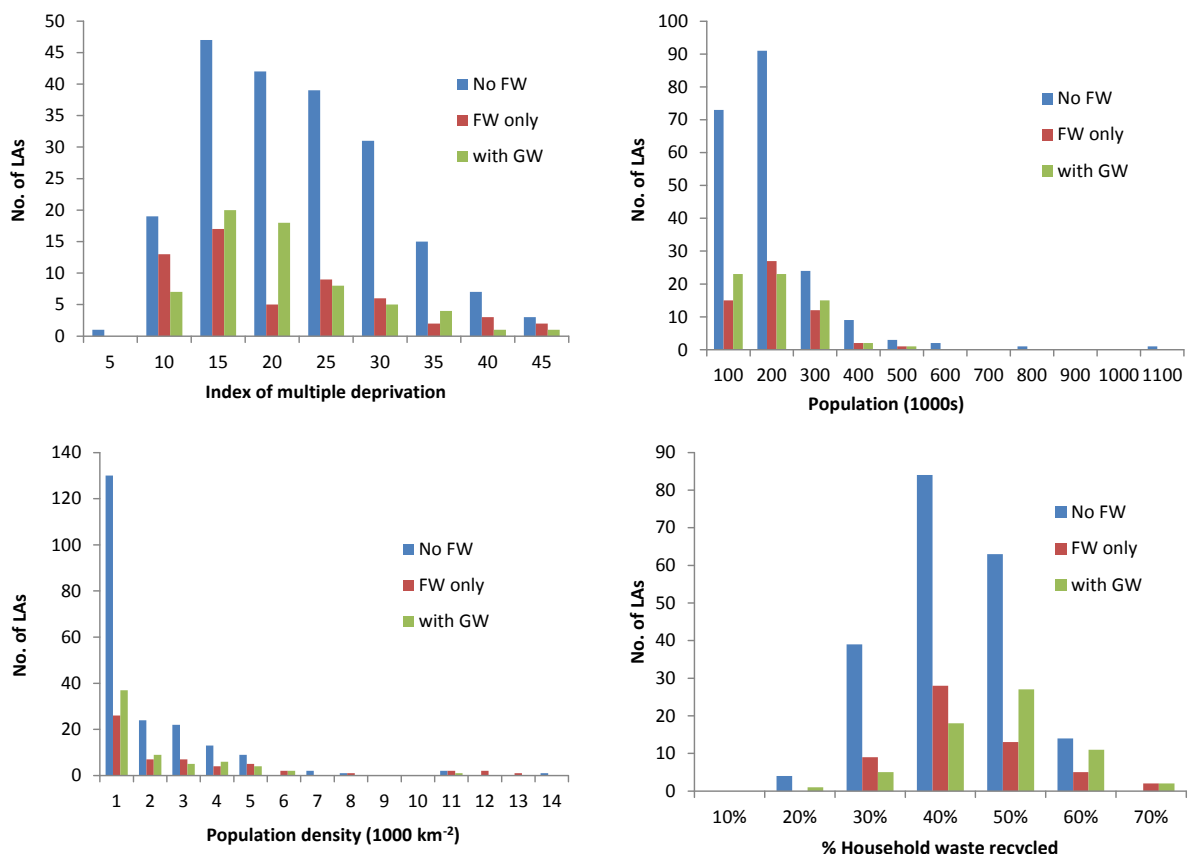 50
45
40
35
30
25
20
15
10
5
0
No. of LAs
No FW
FW only
with GW
5 10 15 20 25 30 35 40 45
Index of multiple deprivation
100
90
80
70
60
50
40
30
20
10
0
No. of LAs
No FW
FW only
with GW
100 200 300 400 500 600 700 800 900 1000 1100
Population (1000s)
140
120
100
80
60
40
20
0
No. of LAs
No FW
FW only
with GW
1 2 3 4 5 6 7 8 9 10 11 12 13 14
Population density (1000 km⁻²)
90
80
70
60
50
40
30
20
10
0
No. of LAs
No FW
FW only
with GW
10% 20% 30% 40% 50% 60% 70%
% Household waste recycled